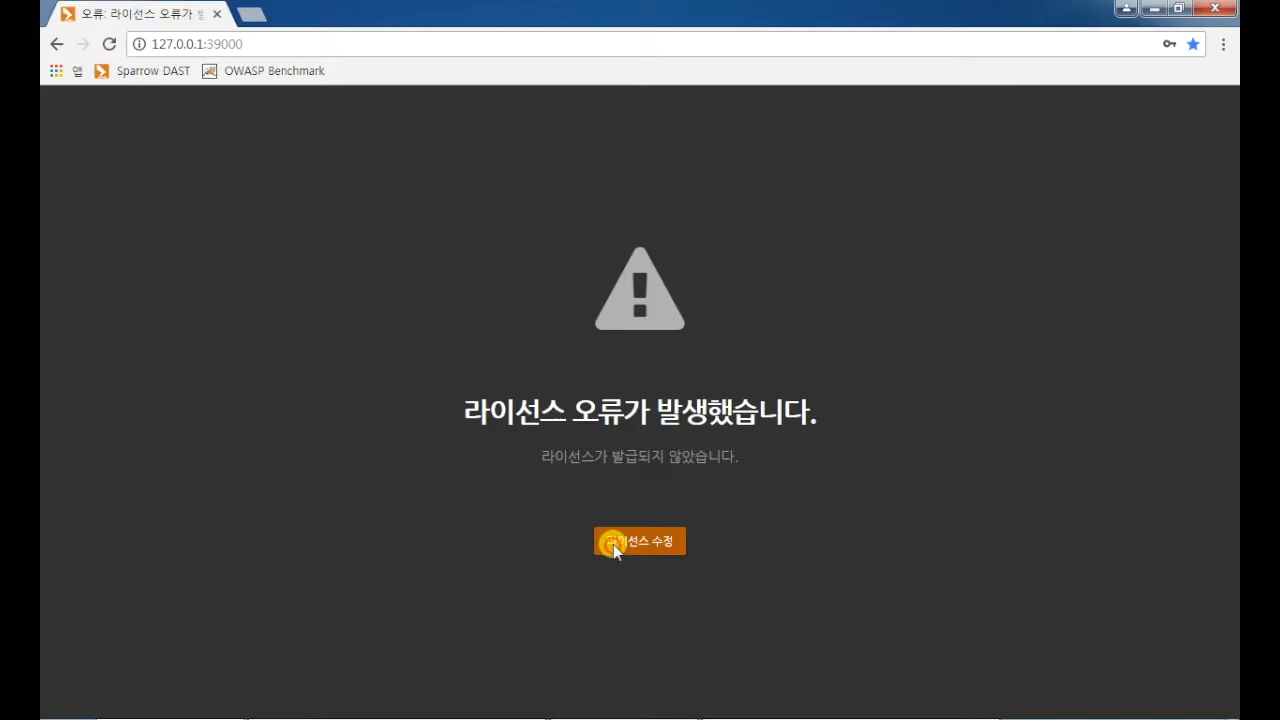 오류: 라이선스 오류가
127.0.0.1:39000
앱 Sparrow DAST OWASP Benchmark
라이선스 오류가 발생했습니다.
라이선스가 발급되지 않았습니다.
라이선스 수정